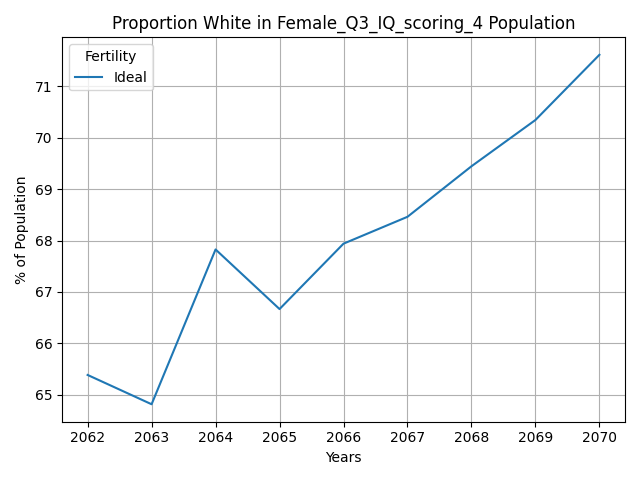 Proportion White in Female_Q3_IQ_scoring_4 Population
Fertility
Ideal
% of Population
71
70
69
68
67
66
65
2062 2063 2064 2065 2066 2067 2068 2069 2070
Years